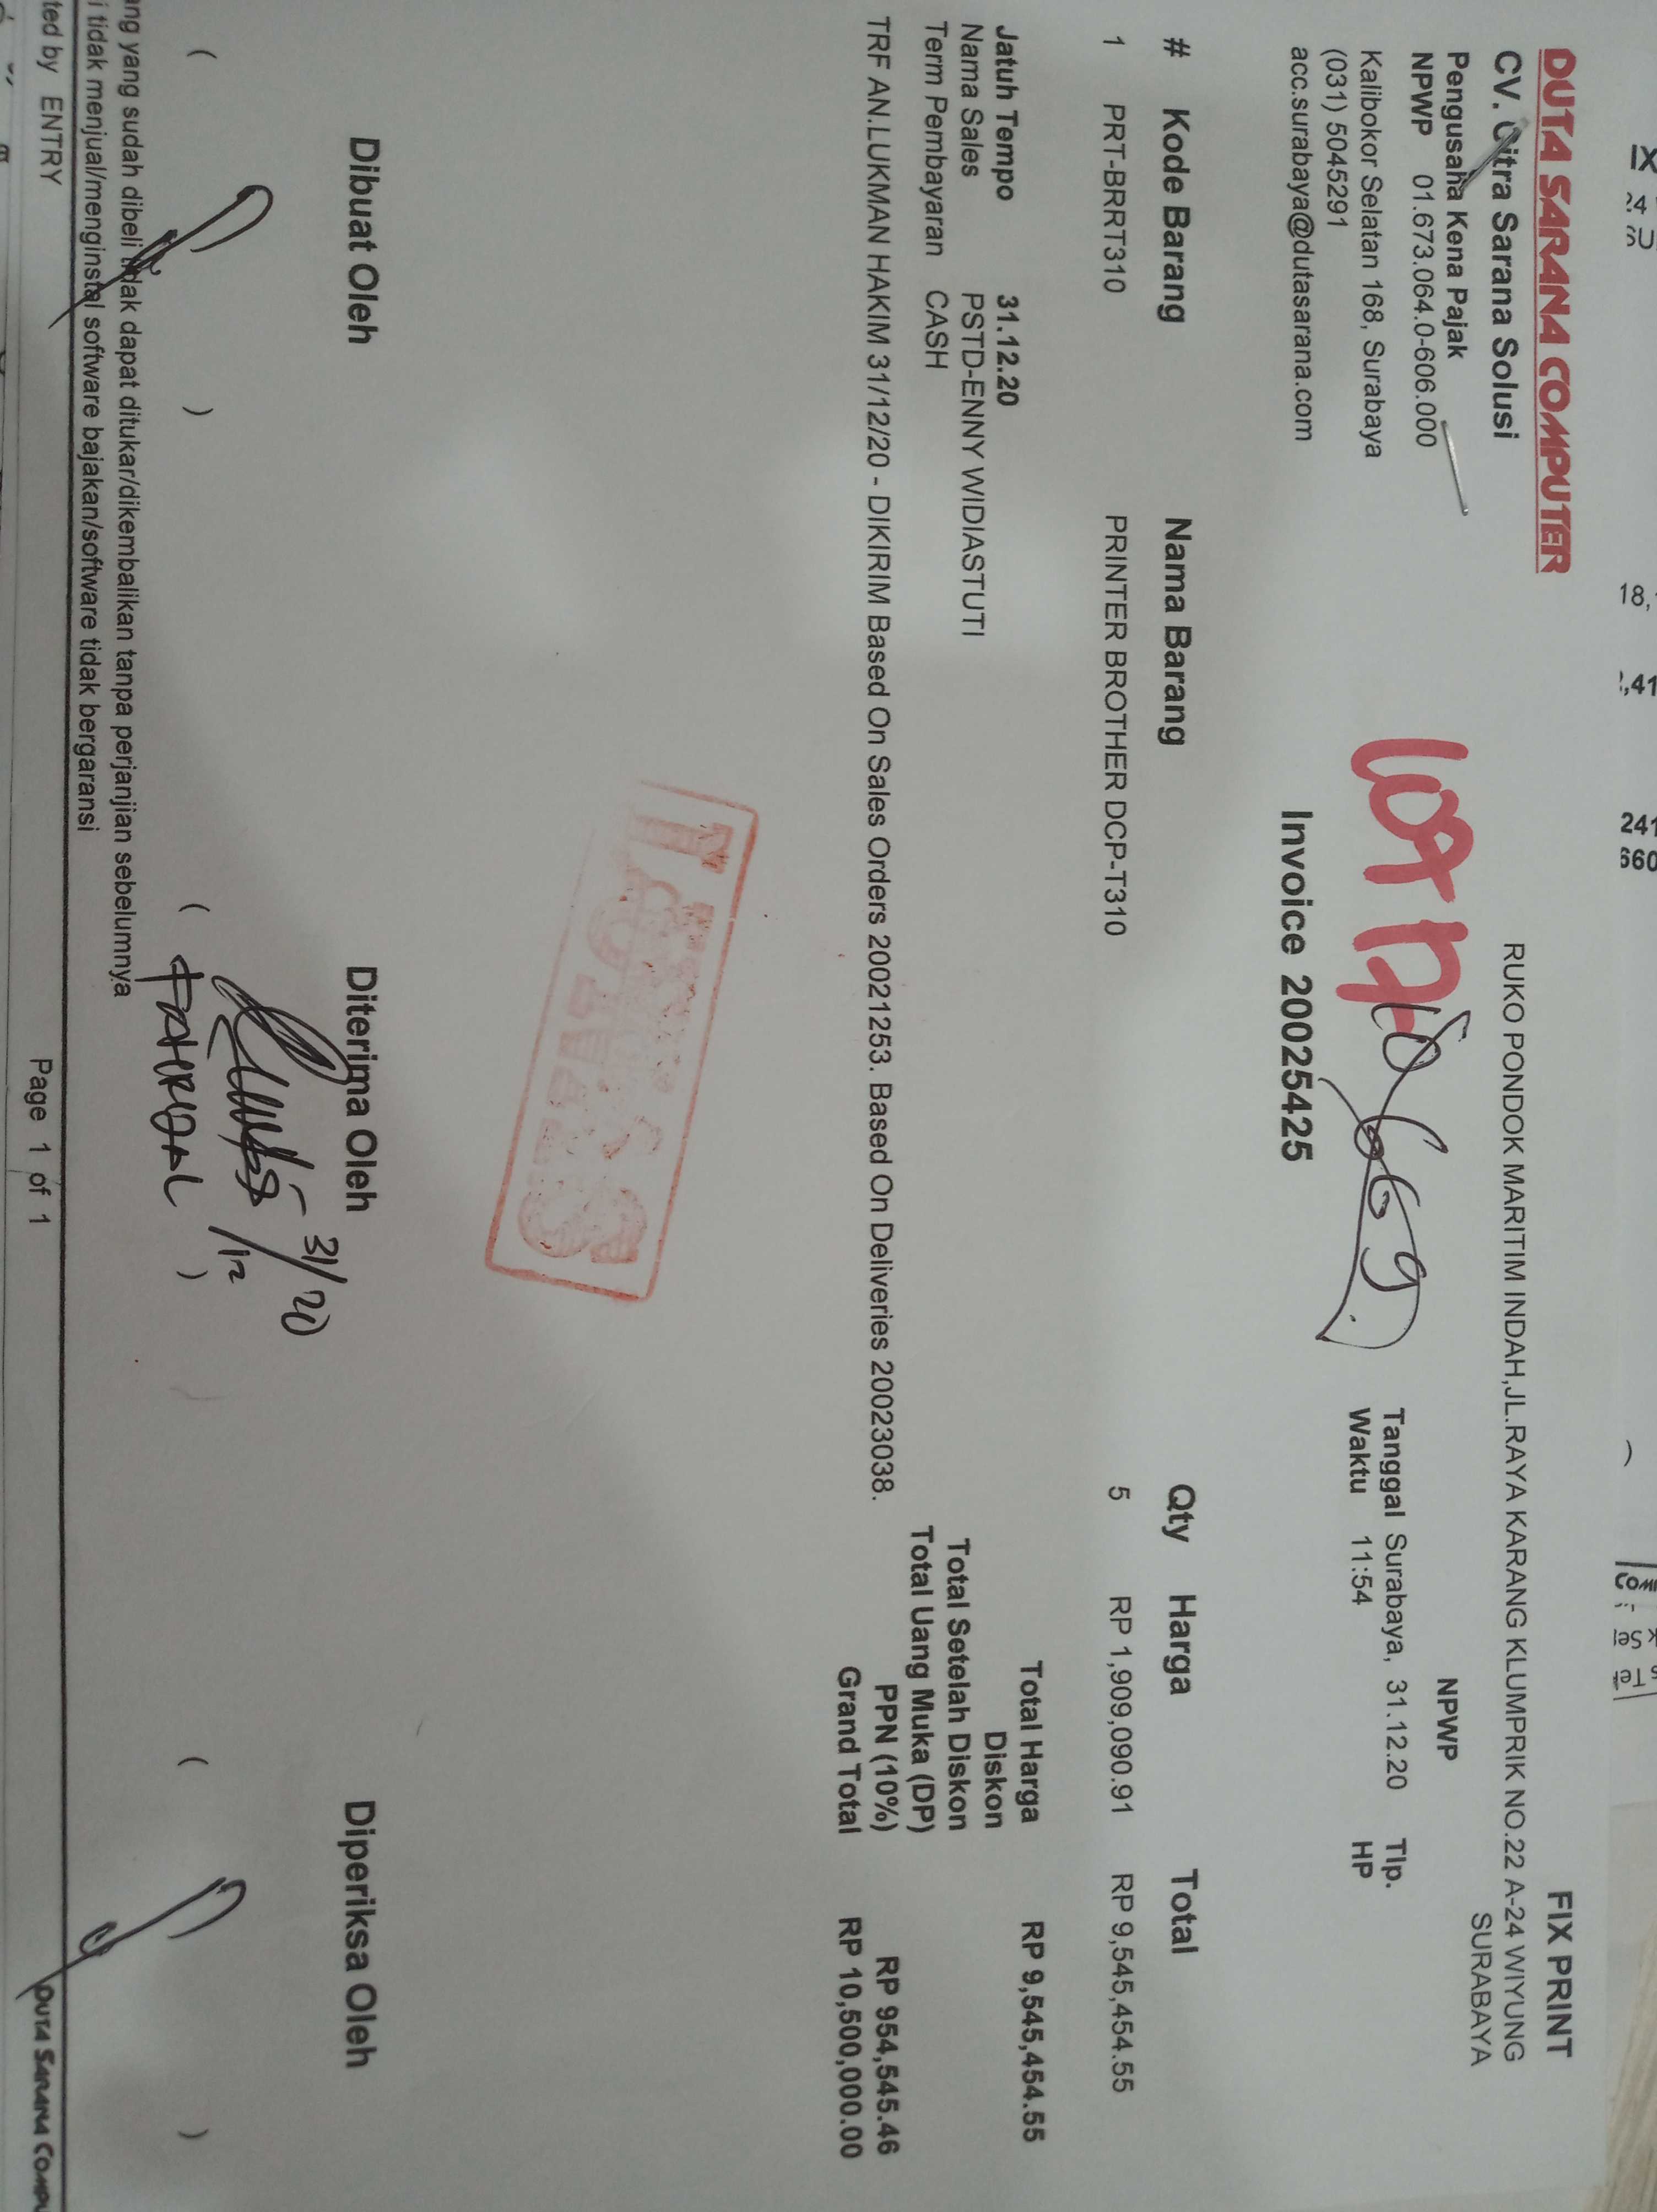 DUTA SARANA COMPUTER
CV. Citra Sarana Solusi
Pengusaha Kena Pajak
NPWP 01.673.064.0-606.000
Kalibokor Selatan 168, Surabaya
(031) 5045291
acc.surabaya@dutasarana.com
FIX PRINT
RUKO PONDOK MARITIM INDAH,JL.RAYA KARANG KLUMPRIK NO.22 A-24 WIYUNG
SURABAYA
NPWP
Tanggal Surabaya, 31.12.20 Tlp.
Waktu 11:54 HP
Invoice 20025425
# Kode Barang Nama Barang Qty Harga Total
1 PRT-BRRT310 PRINTER BROTHER DCP-T310 5 RP 1,909,090.91 RP 9,545,454.55
Jatuh Tempo 31.12.20
Nama Sales PSTD-ENNY WIDIASTUTI
Term Pembayaran CASH
TRF AN.LUKMAN HAKIM 31/12/20 - DIKIRIM Based On Sales Orders 20021253. Based On Deliveries 20023038.
Total Harga RP 9,545,454.55
Diskon
Total Setelah Diskon
Total Uang Muka (DP)
PPN (10%) RP 954,545.46
Grand Total RP 10,500,000.00
LUNAS
Dibuat Oleh Diterima Oleh Diperiksa Oleh
31/20
/12
( ) ( FAHRIZAL ) ( )
ng yang sudah dibeli tidak dapat ditukar/dikembalikan tanpa perjanjian sebelumnya
i tidak menjual/menginstal software bajakan/software tidak bergaransi
ted by ENTRY Page 1 of 1 DUTA SARANA COMPU